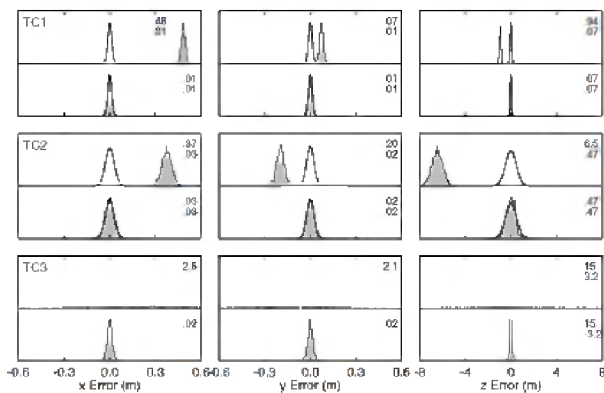 TC1 .48 07 .94
.01 01 .07
.01 01 07
.01 01 07
TC2 .37 20 6.5
.03 02 .47
.03 02 .47
.03 02 .47
TC3 2.6 2.1 15
3.2
.02 02 15
-3.2
-0.6 -0.3 0.0 0.3 0.6 -0.6 -0.3 0.0 0.3 0.6 -8 -4 0 4 8
x Error (m) y Error (m) z Error (m)